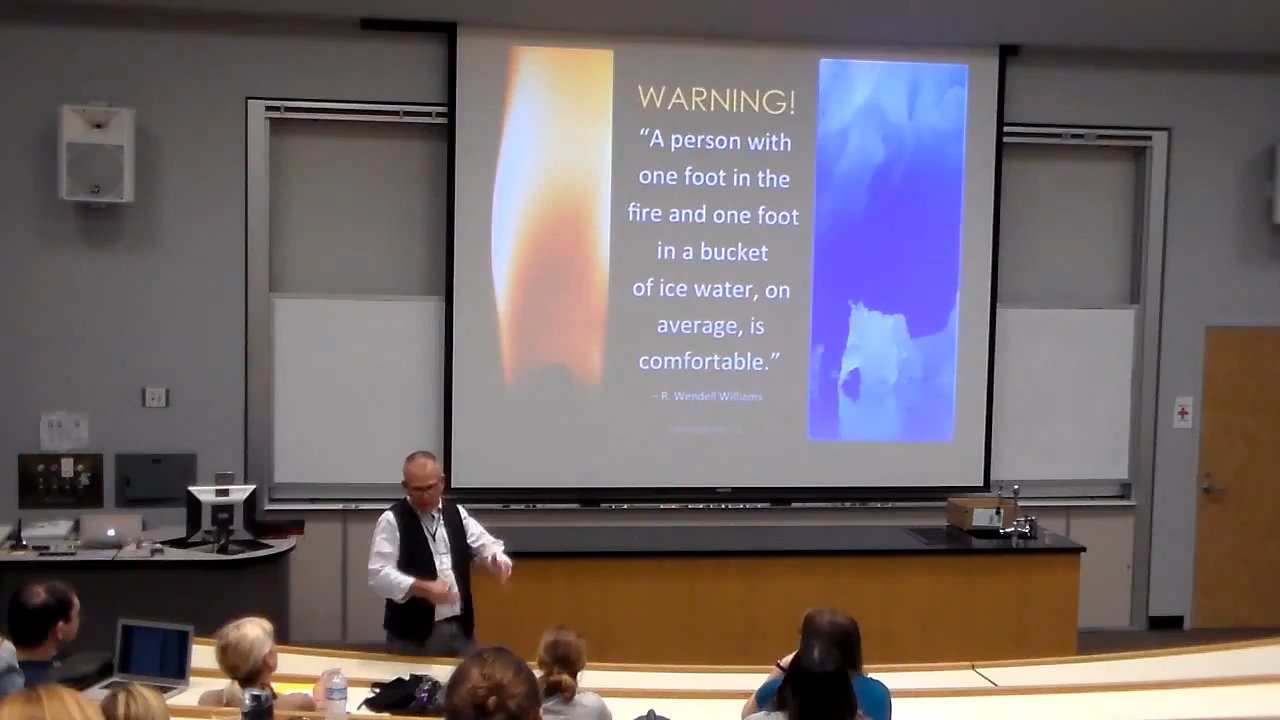 WARNING!
“A person with
one foot in the
fire and one foot
in a bucket
of ice water, on
average, is
comfortable.”
– R. Wendell Williams